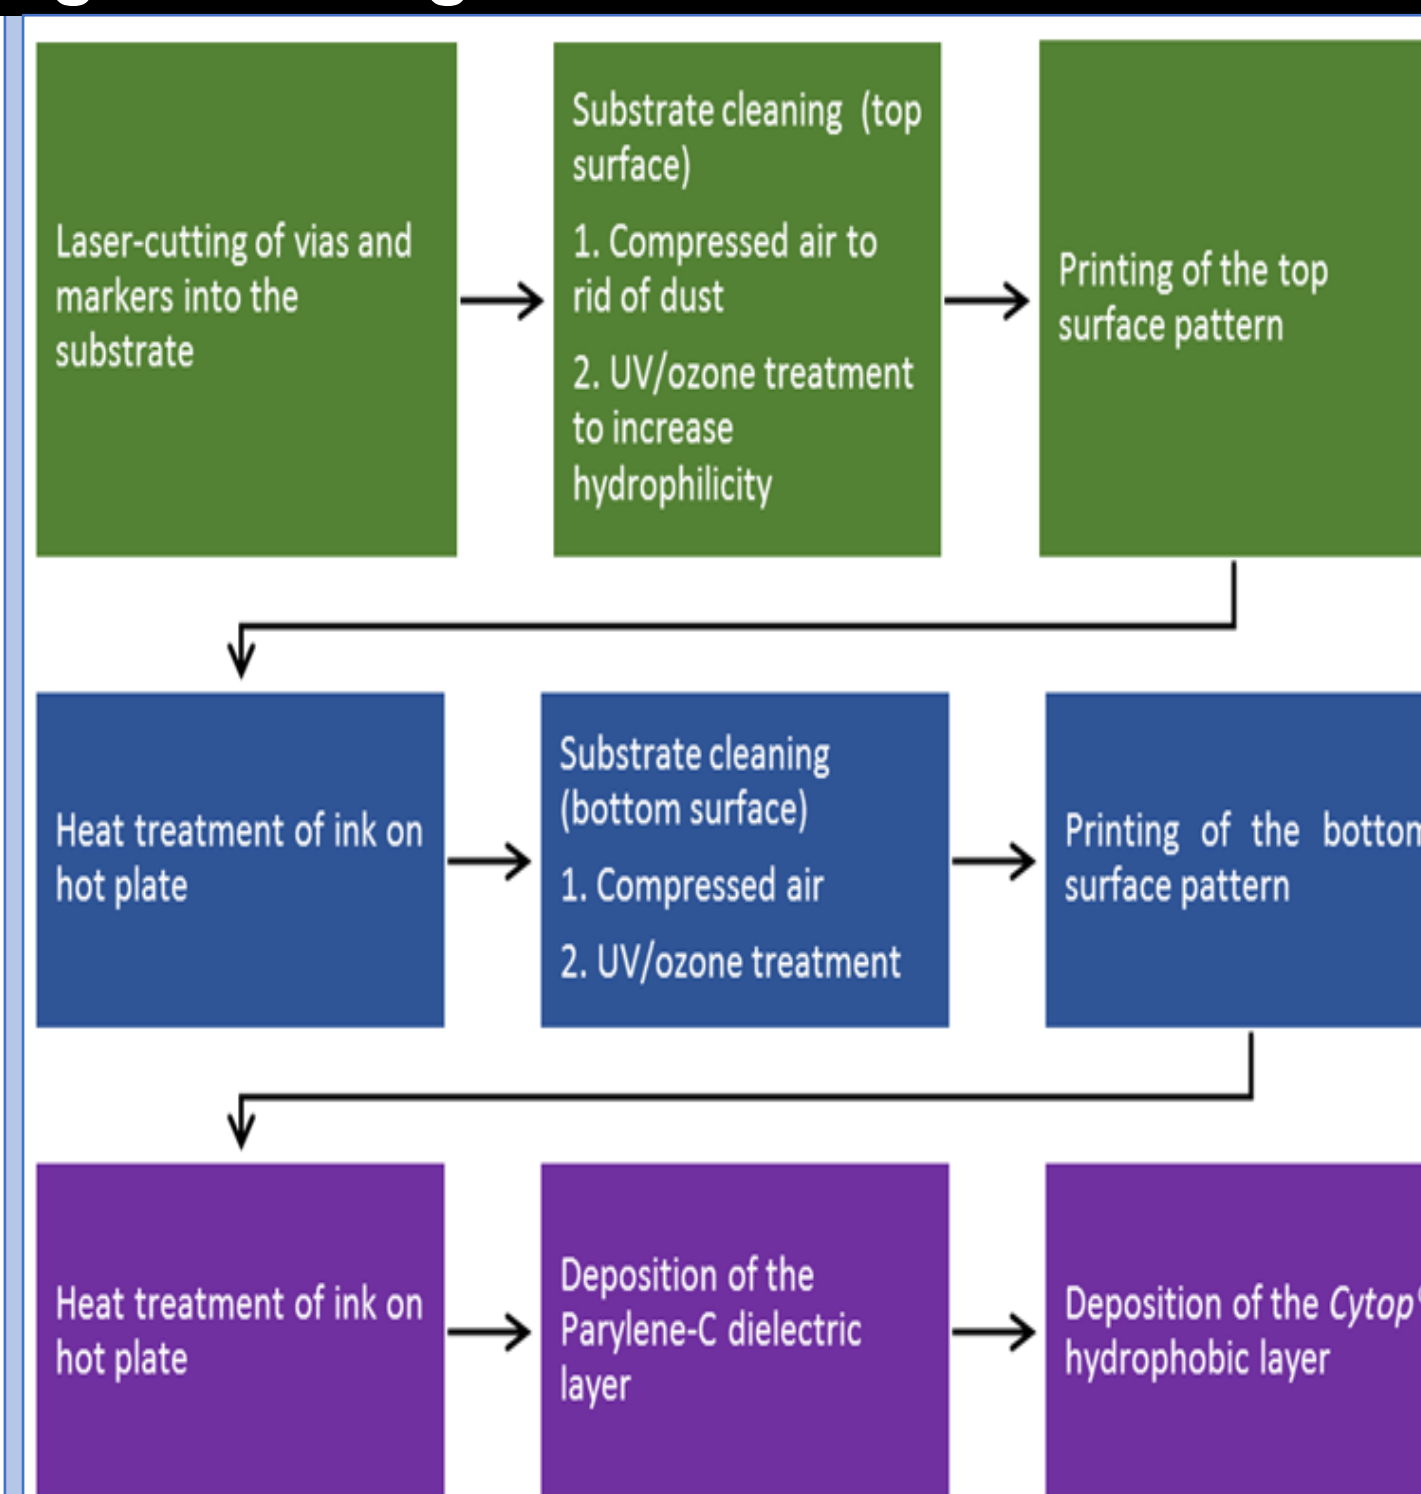 Laser-cutting of vias and
markers into the
substrate
Substrate cleaning (top
surface)
1. Compressed air to
rid of dust
2. UV/ozone treatment
to increase
hydrophilicity
Printing of the top
surface pattern
Heat treatment of ink on
hot plate
Substrate cleaning
(bottom surface)
1. Compressed air
2. UV/ozone treatment
Printing of the bottom
surface pattern
Heat treatment of ink on
hot plate
Deposition of the
Parylene-C dielectric
layer
Deposition of the Cytop
hydrophobic layer